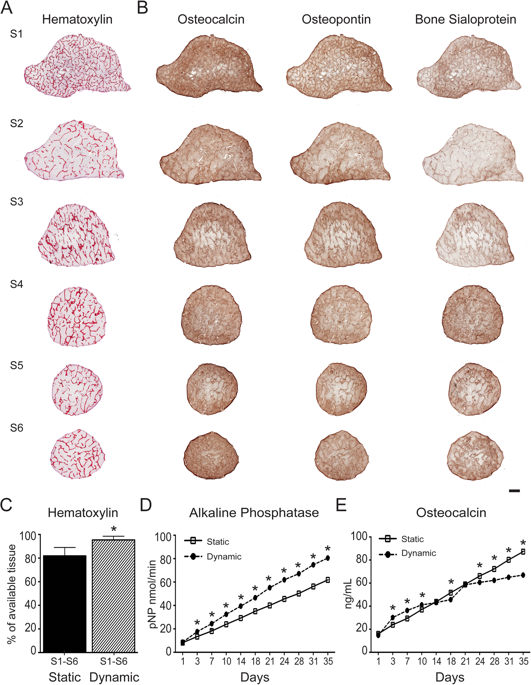 A Hematoxylin B Osteocalcin Osteopontin Bone Sialoprotein
S1
S2
S3
S4
S5
S6
C Hematoxylin
% of available tissue
100
80
60
40
20
0
*
S1-S6 S1-S6
Static Dynamic
D Alkaline Phosphatase
pNP nmol/min
100
80
60
40
20
0
Static
Dynamic
* * * * * * * * * *
1 3 7 10 14 18 21 24 28 31 35
Days
E Osteocalcin
ng/mL
100
80
60
40
20
0
Static
Dynamic
* * * * * * * *
1 3 7 10 14 18 21 24 28 31 35
Days